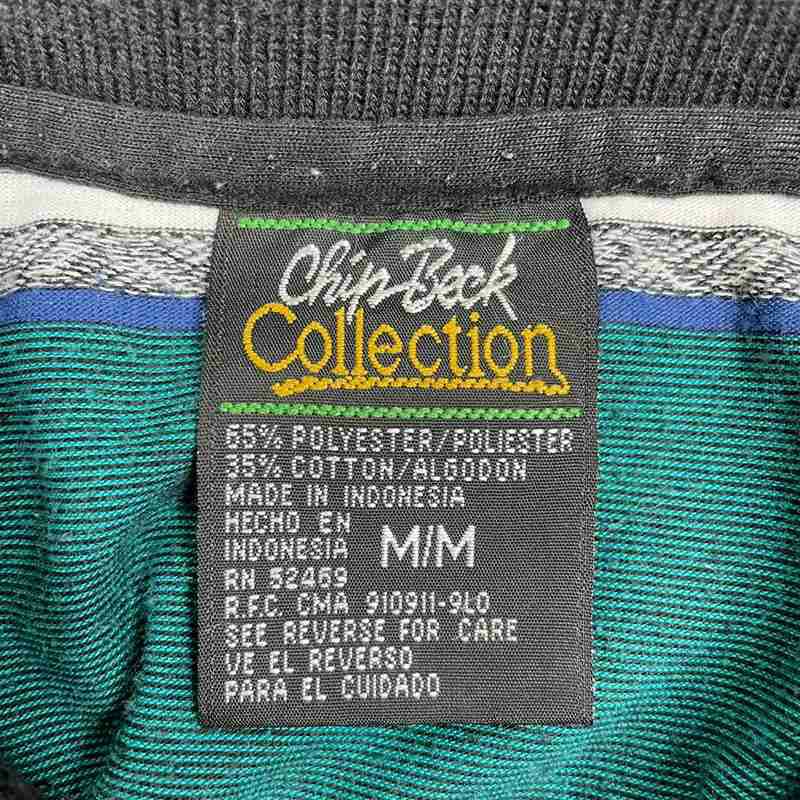 Chip Beck
Collection
65% POLYESTER/POLIESTER
35% COTTON/ALGODON
MADE IN INDONESIA
HECHO EN
INDONESIA M/M
RN 52469
R.F.C. CMA 910911-9L0
SEE REVERSE FOR CARE
VE EL REVERSO
PARA EL CUIDADO